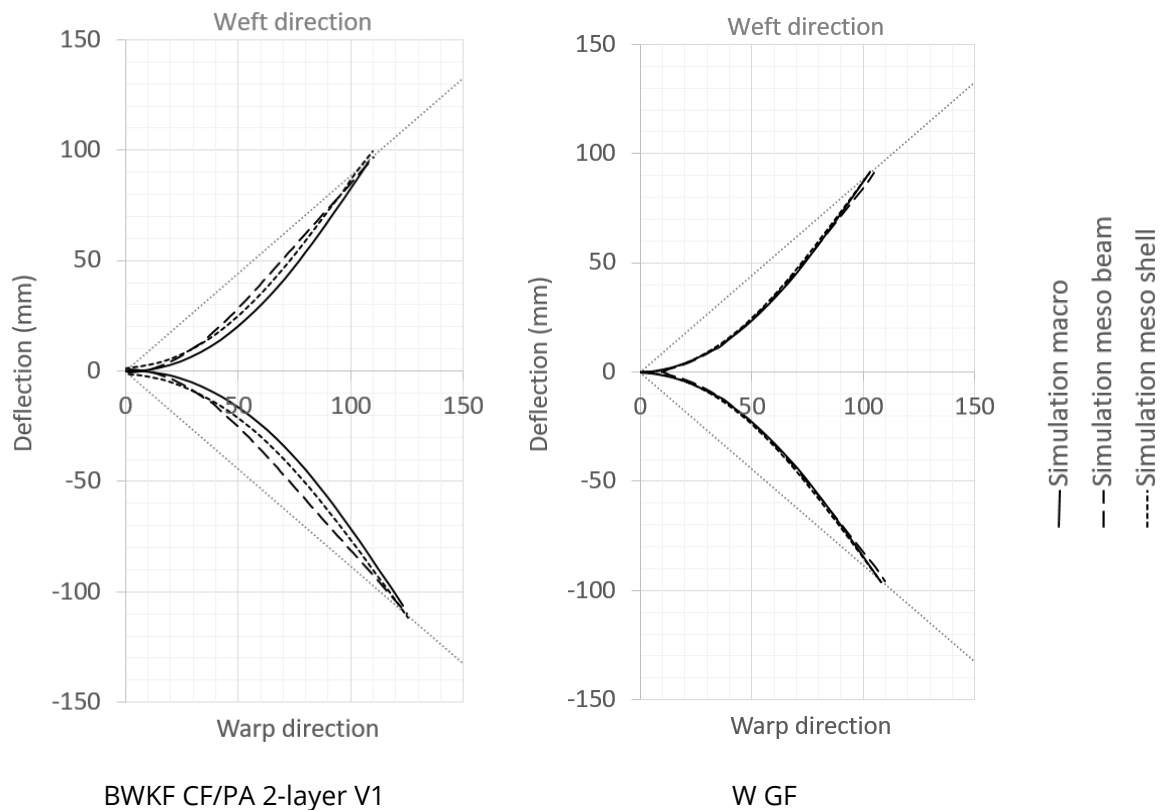 Weft direction
150
100
50
0
-50
-100
-150
0 50 100 150
Deflection (mm)
Warp direction
BWKF CF/PA 2-layer V1
Weft direction
150
100
50
0
-50
-100
-150
0 50 100 150
Deflection (mm)
Warp direction
W GF
Simulation macro
Simulation meso beam
Simulation meso shell